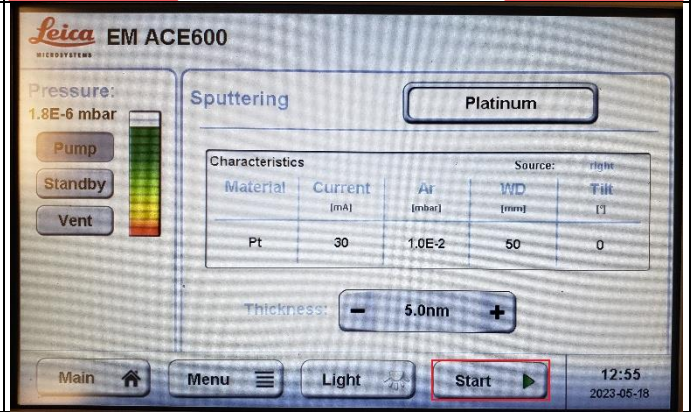 Leica EM ACE600
MICROSYSTEMS
Pressure:
1.8E-6 mbar
Pump
Standby
Vent
Sputtering
Platinum
Characteristics Source: right
Material Current Ar WD Tilt
[mA] [mbar] [mm] [°]
Pt 30 1.0E-2 50 0
Thickness: − 5.0nm +
Main Menu Light Start 12:55
2023-05-18